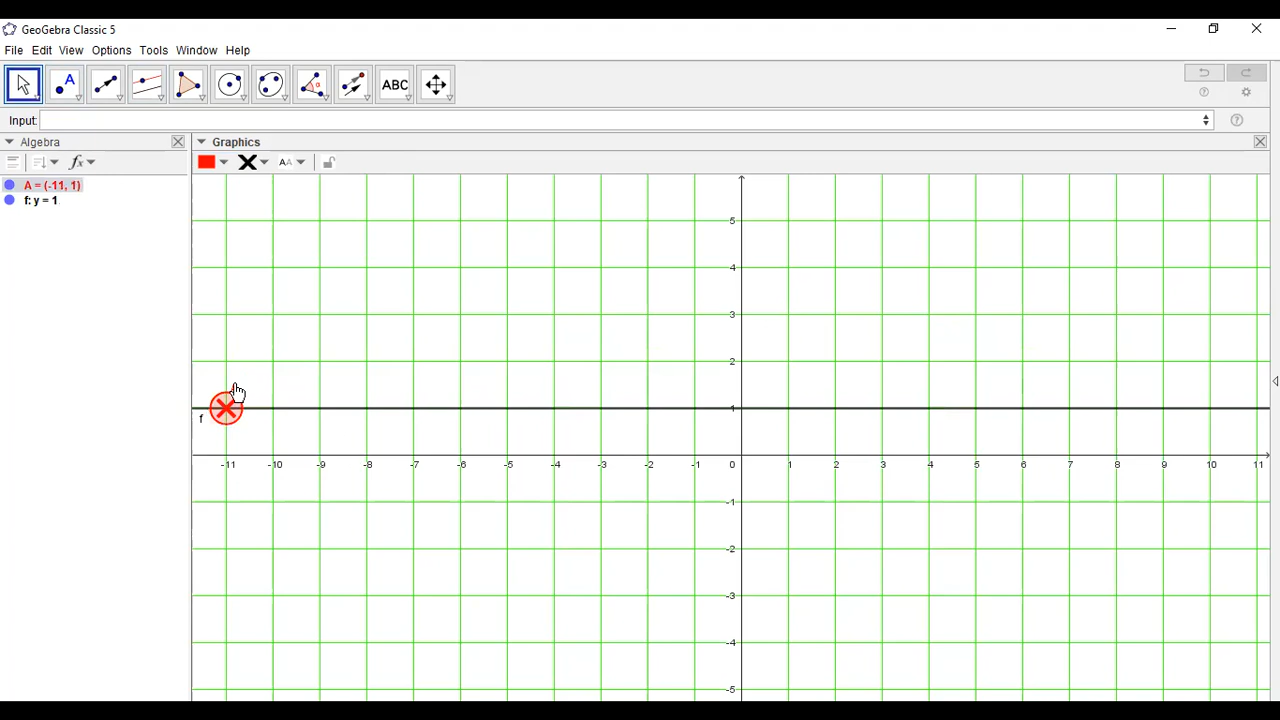 GeoGebra Classic 5
File Edit View Options Tools Window Help
A ABC
Input:
Algebra
Graphics
fx
AA
A = (-11, 1)
f: y = 1
5
4
3
2
1
f
-11 -10 -9 -8 -7 -6 -5 -4 -3 -2 -1 0 1 2 3 4 5 6 7 8 9 10 11
-1
-2
-3
-4
-5